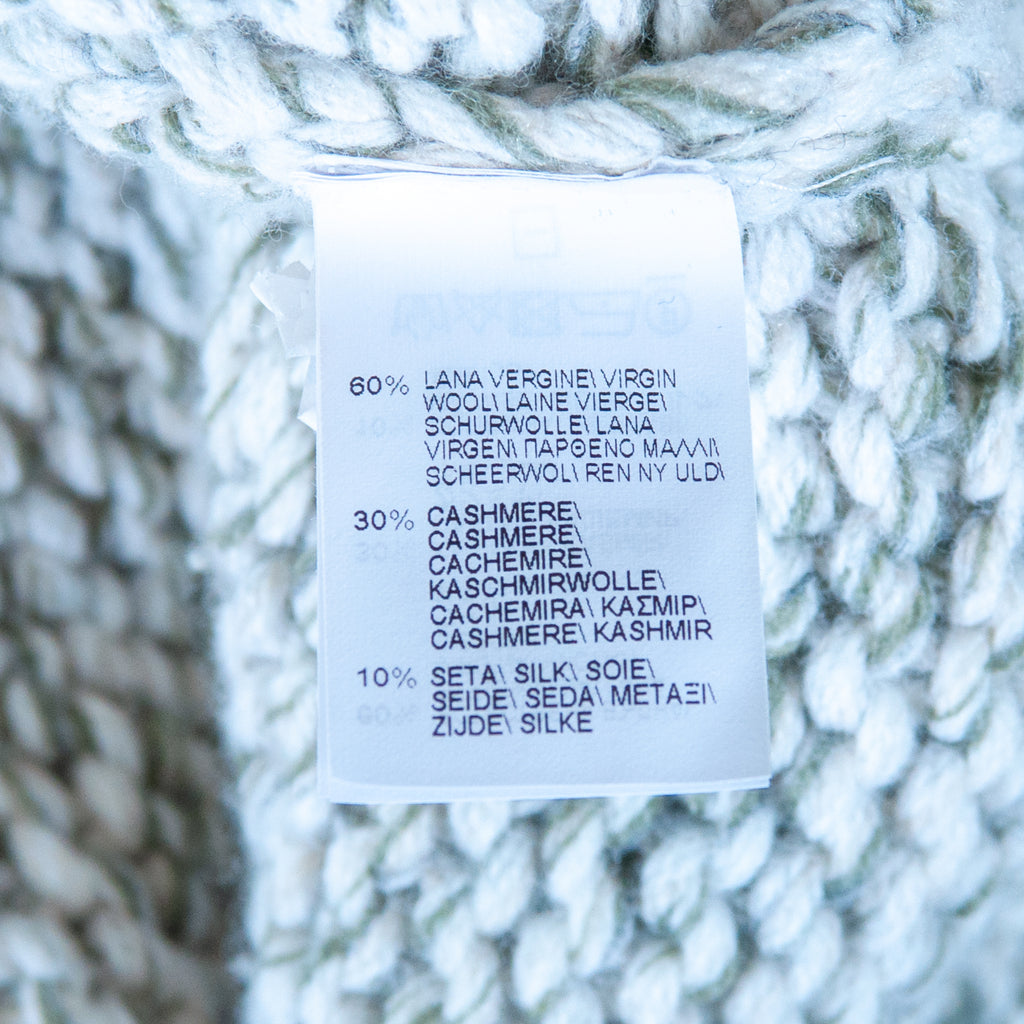 60% LANA VERGINE\ VIRGIN
WOOL\ LAINE VIERGE\
SCHURWOLLE\ LANA
VIRGEN\ ΠΑΡΘΕΝΟ ΜΑΛΛΙ\
SCHEERWOL\ REN NY ULD\
30% CASHMERE\
CASHMERE\
CACHEMIRE\
KASCHMIRWOLLE\
CACHEMIRA\ ΚΑΣΜΙΡ\
CASHMERE\ KASHMIR
10% SETA\ SILK\ SOIE\
SEIDE\ SEDA\ ΜΕΤΑΞΙ\
ZIJDE\ SILKE